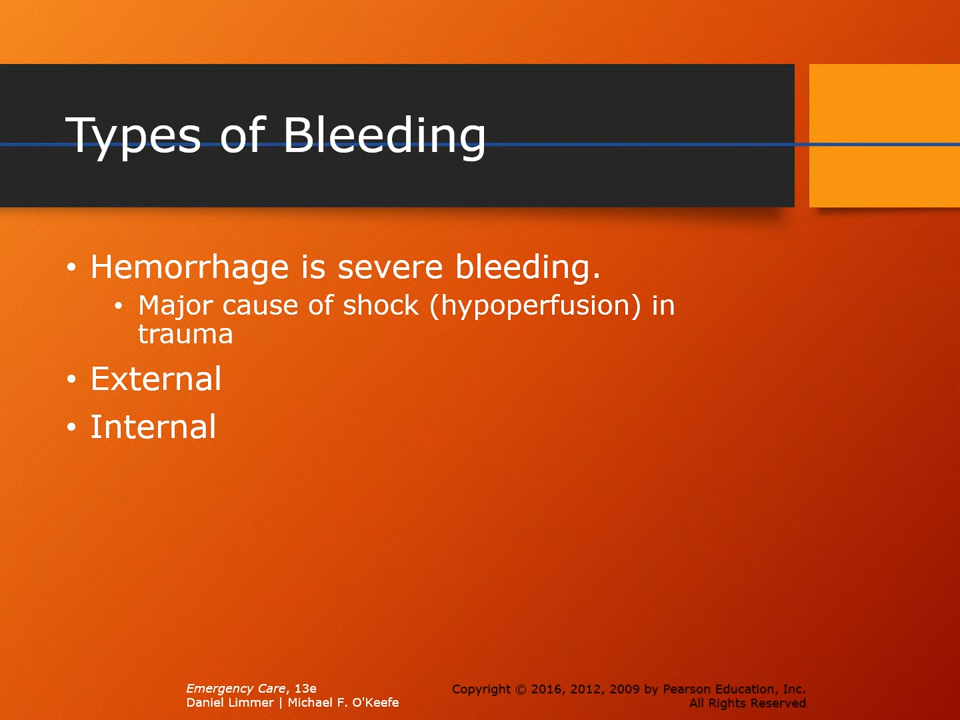 Types of Bleeding
• Hemorrhage is severe bleeding.
• Major cause of shock (hypoperfusion) in
trauma
• External
• Internal
Emergency Care, 13e
Daniel Limmer | Michael F. O'Keefe
Copyright © 2016, 2012, 2009 by Pearson Education, Inc.
All Rights Reserved